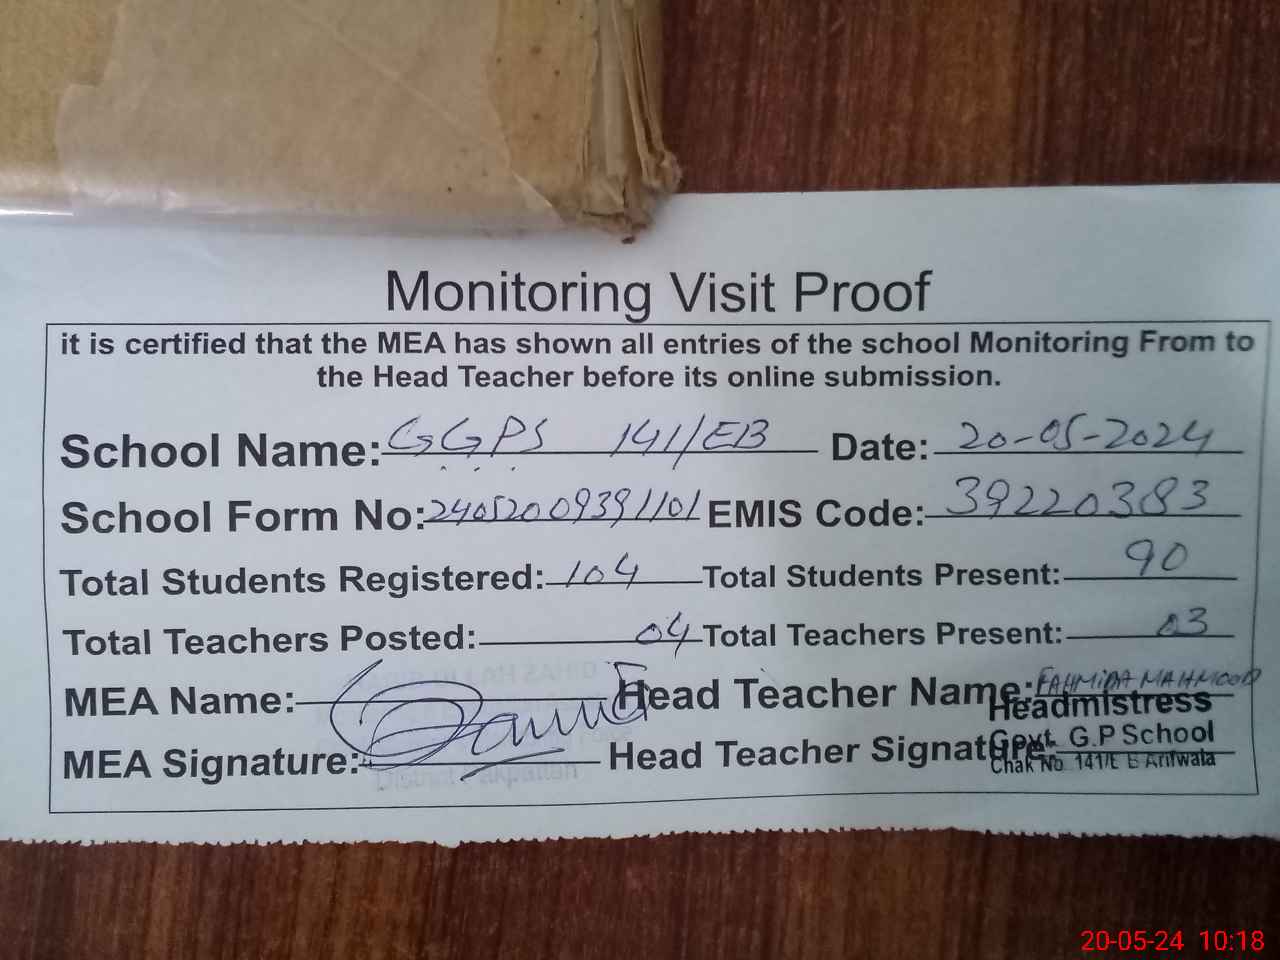 Monitoring Visit Proof
it is certified that the MEA has shown all entries of the school Monitoring From to
the Head Teacher before its online submission.
School Name: GGPS 141/EB Date: 20-05-2024
School Form No: 24052009391101 EMIS Code: 39220383
Total Students Registered: 104 Total Students Present: 90
Total Teachers Posted: 04 Total Teachers Present: 03
MEA Name: Head Teacher Name: FAHMIDA MAHMOOD
Headmistress
MEA Signature: Head Teacher Signature:
Govt. G.P School
Chak No. 141/E B Arifwala
District Pakpattan
20-05-24 10:18